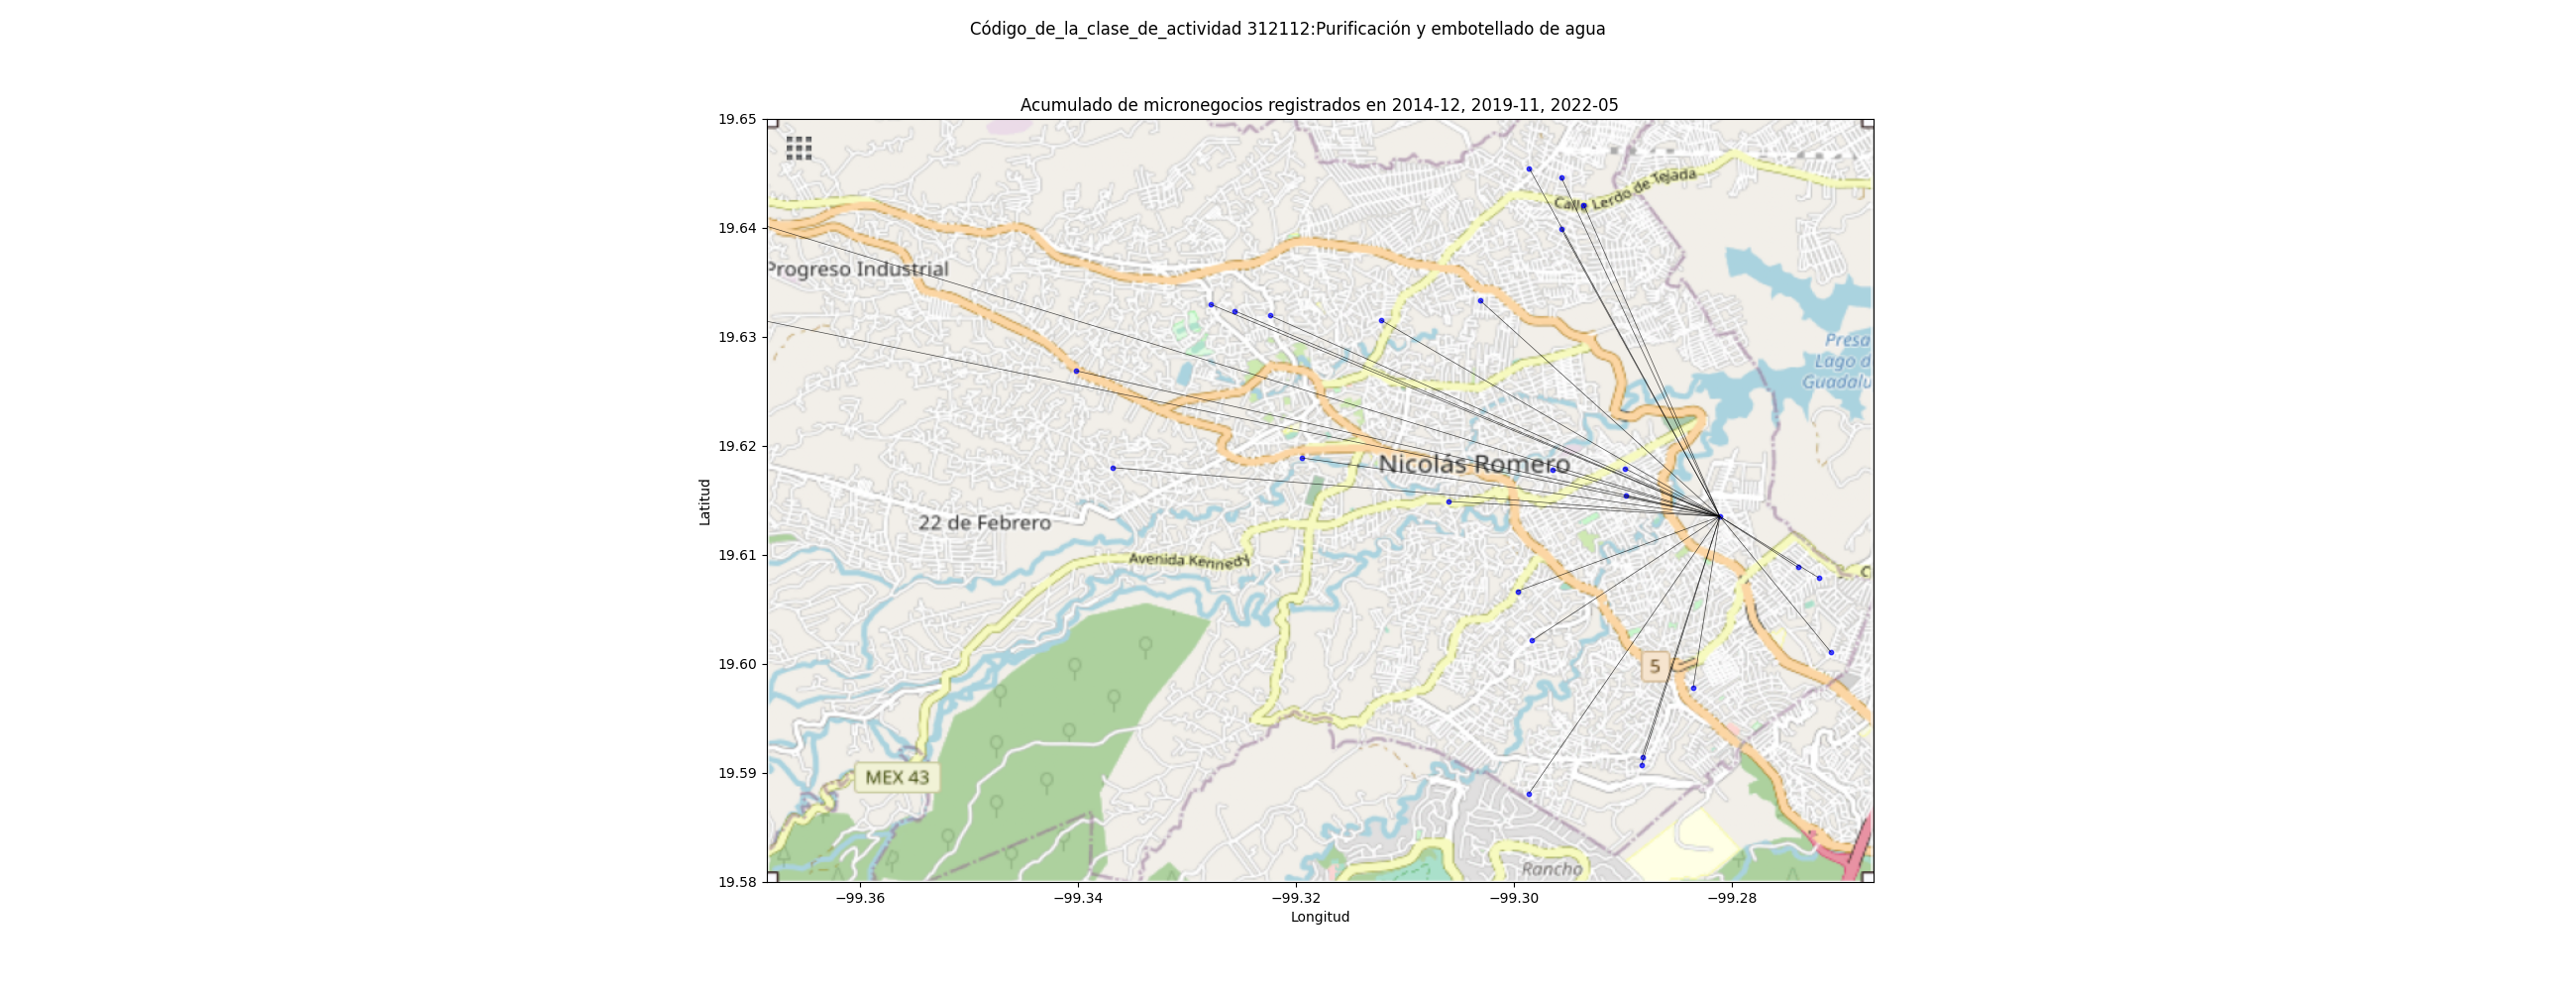 Código_de_la_clase_de_actividad 312112:Purificación y embotellado de agua
Acumulado de micronegocios registrados en 2014-12, 2019-11, 2022-05
19.65
19.64
19.63
19.62
19.61
19.60
19.59
19.58
Latitud
Calle Lerdo de Tejada
Progreso Industrial
Presa
Lago d
Guadalu
Nicolás Romero
22 de Febrero
Avenida Kennedy
C
5
MEX 43
Rancho
−99.36
−99.34
−99.32
−99.30
−99.28
Longitud